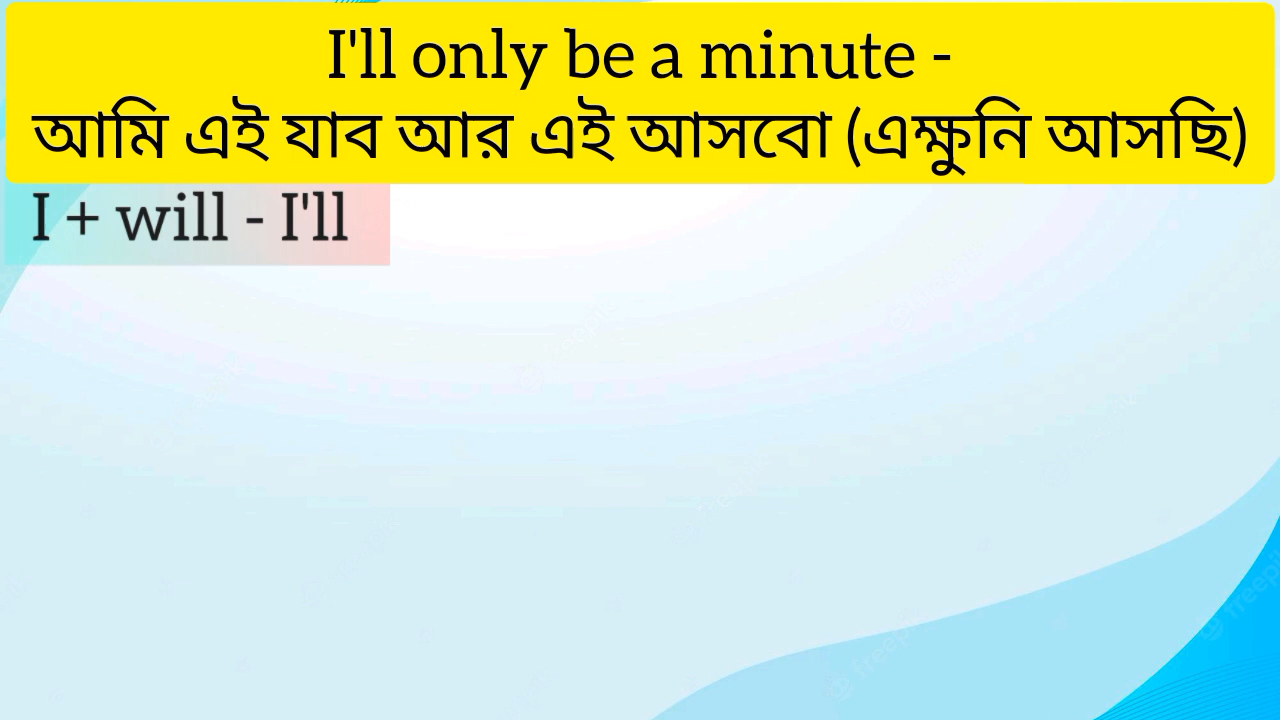 I'll only be a minute -
আমি এই যাব আর এই আসবো (এক্ষুনি আসছি)
I + will - I'll